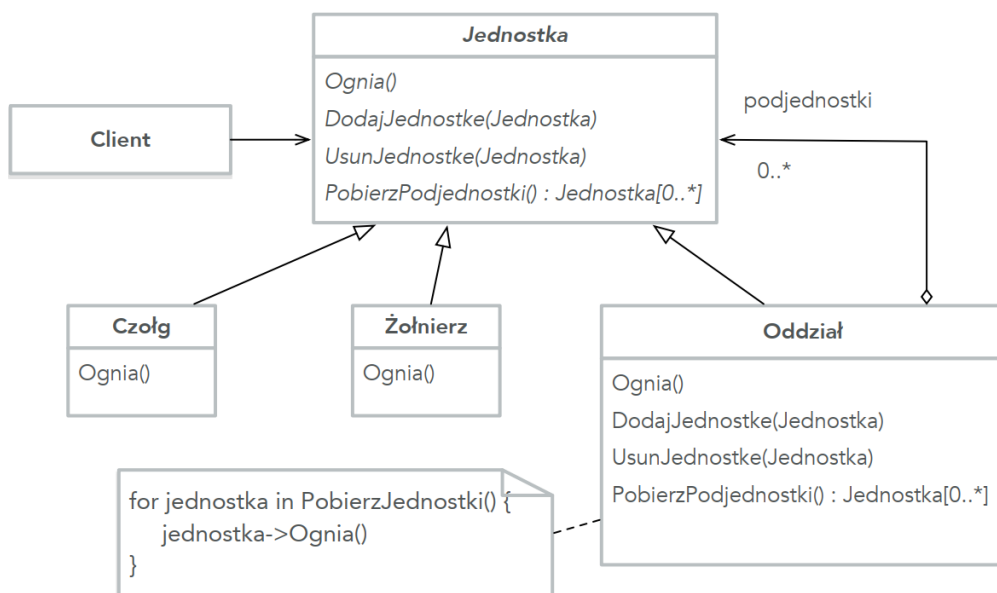 Jednostka
Ognia()
DodajJednostke(Jednostka)
UsunJednostke(Jednostka)
PobierzPodjednostki() : Jednostka[0..*]
Client
podjednostki
0..*
Czołg
Ognia()
Żołnierz
Ognia()
Oddział
Ognia()
DodajJednostke(Jednostka)
UsunJednostke(Jednostka)
PobierzPodjednostki() : Jednostka[0..*]
for jednostka in PobierzJednostki() {
jednostka->Ognia()
}